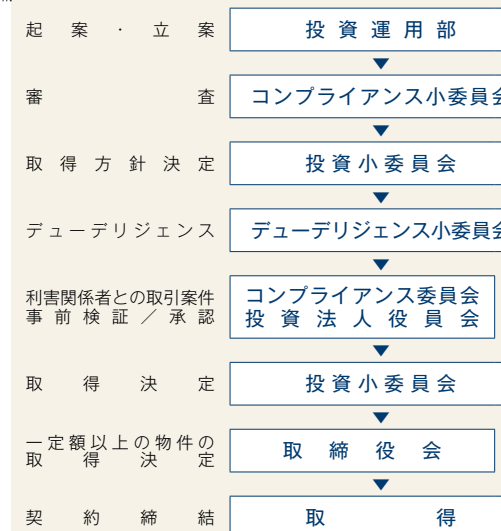 起案・立案 投資運用部
審査 コンプライアンス小委員会
取得方針決定 投資小委員会
デューデリジェンス デューデリジェンス小委員会
利害関係者との取引案件 コンプライアンス委員会
事前検証／承認 投資法人役員会
取得決定 投資小委員会
一定額以上の物件の
取得決定 取締役会
契約締結 取得